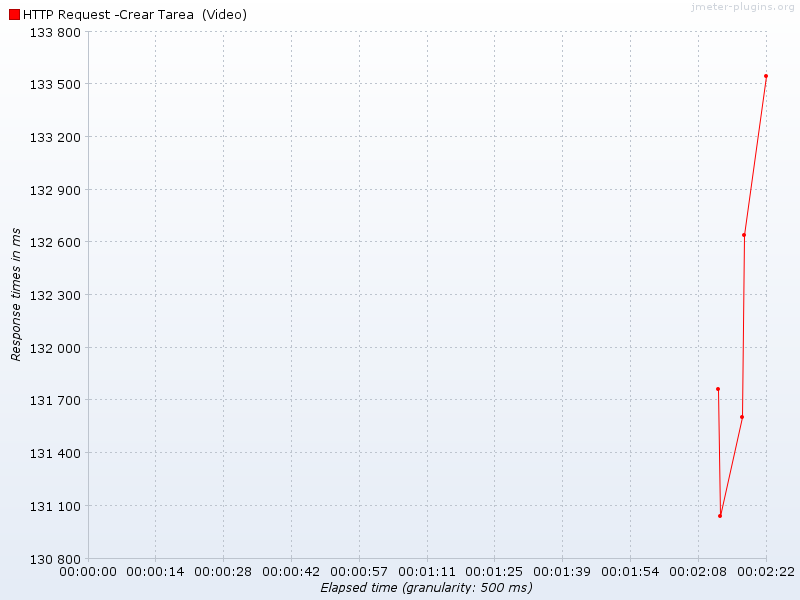 jmeter-plugins.org
HTTP Request -Crear Tarea  (Video)
133 800
133 500
133 200
132 900
132 600
132 300
132 000
131 700
131 400
131 100
130 800
Response times in ms
00:00:00 00:00:14 00:00:28 00:00:42 00:00:57 00:01:11 00:01:25 00:01:39 00:01:54 00:02:08 00:02:22
Elapsed time (granularity: 500 ms)